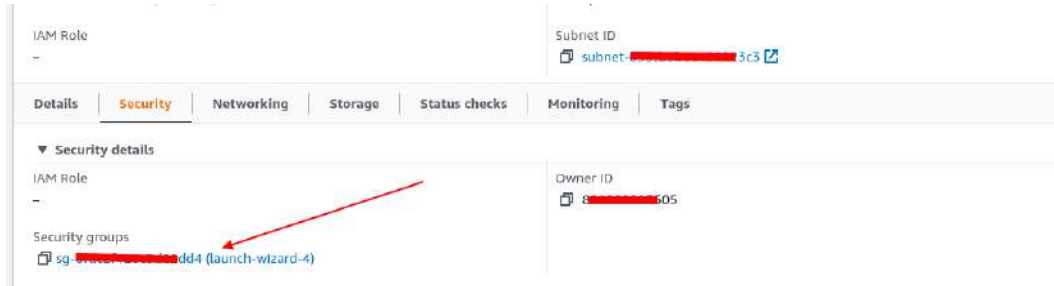 IAM Role
–
Subnet ID
subnet- 3c3
Details Security Networking Storage Status checks Monitoring Tags
▼ Security details
IAM Role
–
Owner ID
8 505
Security groups
sg- dd4 (launch-wizard-4)